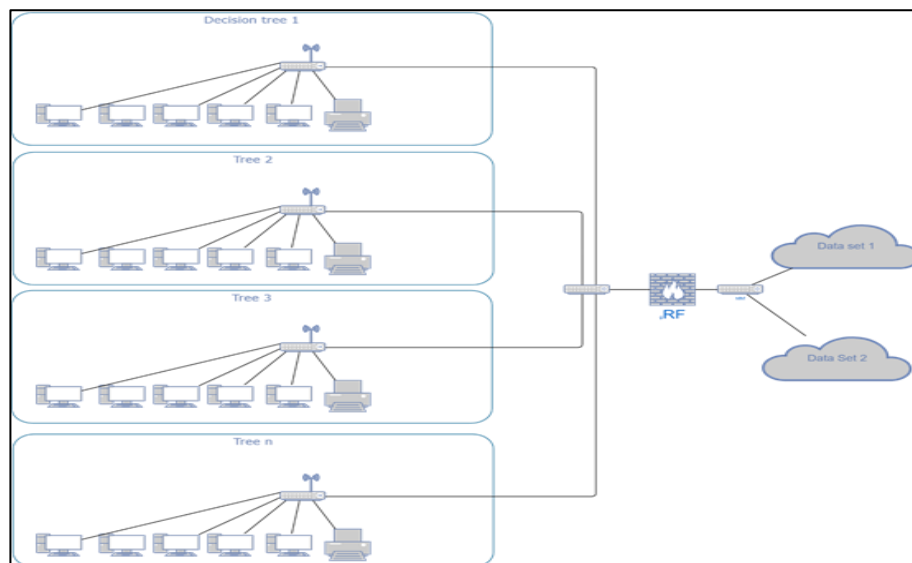 Decision tree 1
Tree 2
Tree 3
Tree n
RF
Data set 1
Data Set 2